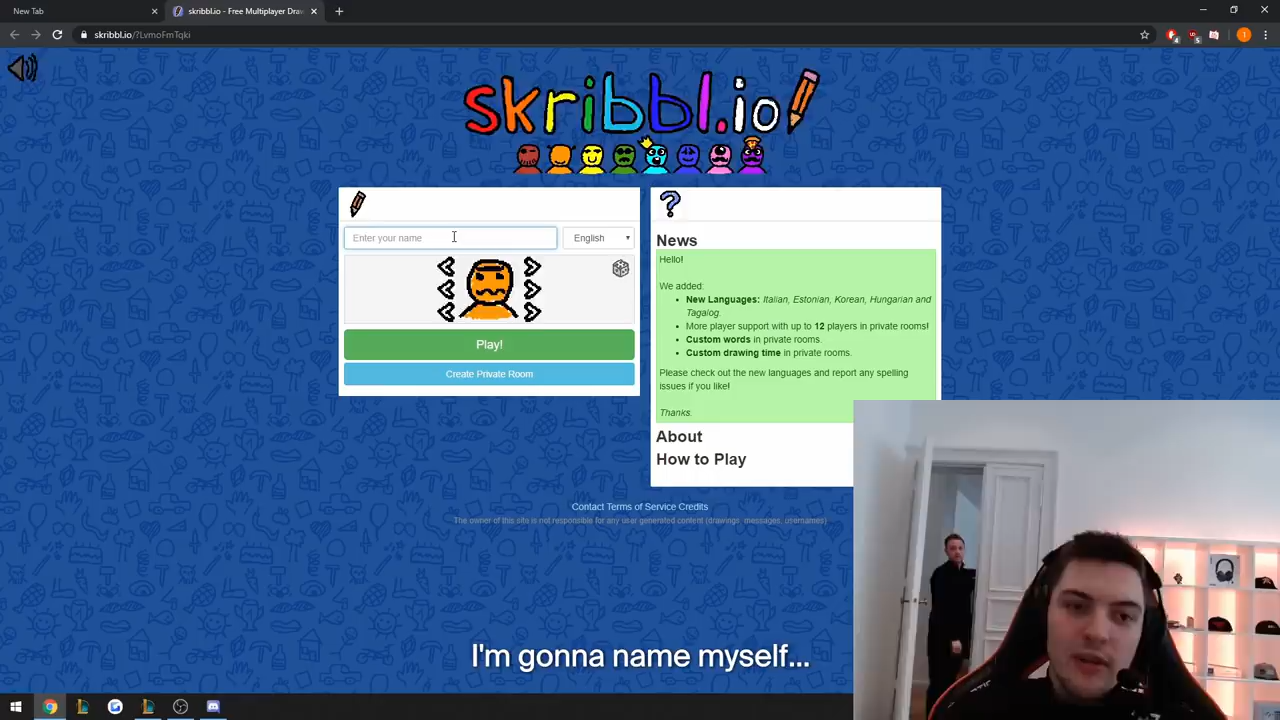 New Tab
skribbl.io - Free Multiplayer Draw
skribbl.io/?LvmoFmTqki
skribbl.io
Enter your name
English
Play!
Create Private Room
?
News
Hello!
We added:
• New Languages: Italian, Estonian, Korean, Hungarian and
Tagalog.
• More player support with up to 12 players in private rooms!
• Custom words in private rooms.
• Custom drawing time in private rooms.
Please check out the new languages and report any spelling
issues if you like!
Thanks.
About
How to Play
Contact Terms of Service Credits
The owner of this site is not responsible for any user generated content (drawings, messages, usernames)
I'm gonna name myself...